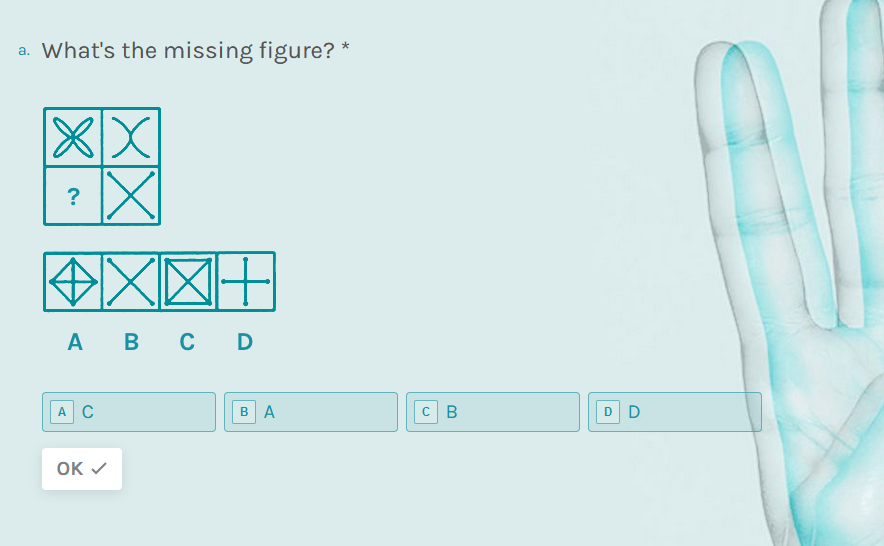 a. What's the missing figure? *
?
A B C D
A C B A C B D D
OK